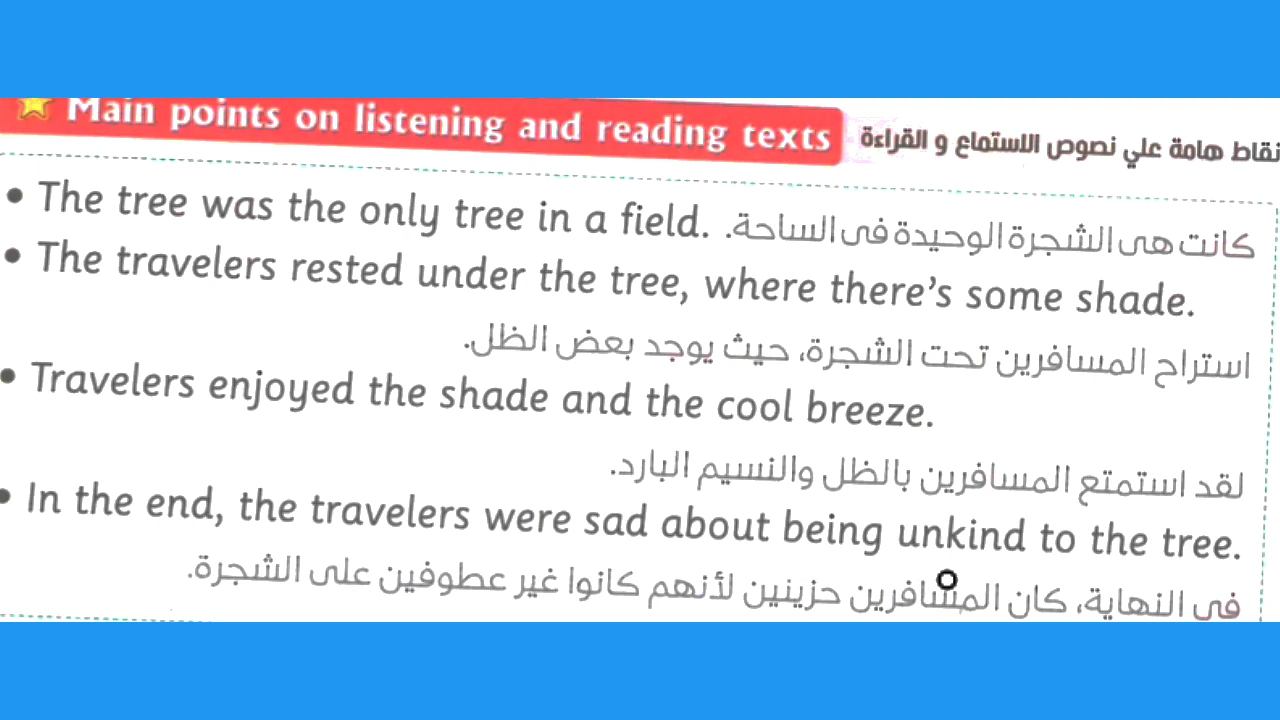 Main points on listening and reading texts نقاط هامة علي نصوص الاستماع و القراءة
• The tree was the only tree in a field. كانت هى الشجرة الوحيدة فى الساحة.
• The travelers rested under the tree, where there's some shade.
استراح المسافرين تحت الشجرة، حيث يوجد بعض الظل.
• Travelers enjoyed the shade and the cool breeze.
لقد استمتع المسافرين بالظل والنسيم البارد.
• In the end, the travelers were sad about being unkind to the tree.
فى النهاية، كان المسافرين حزينين لأنهم كانوا غير عطوفين على الشجرة.